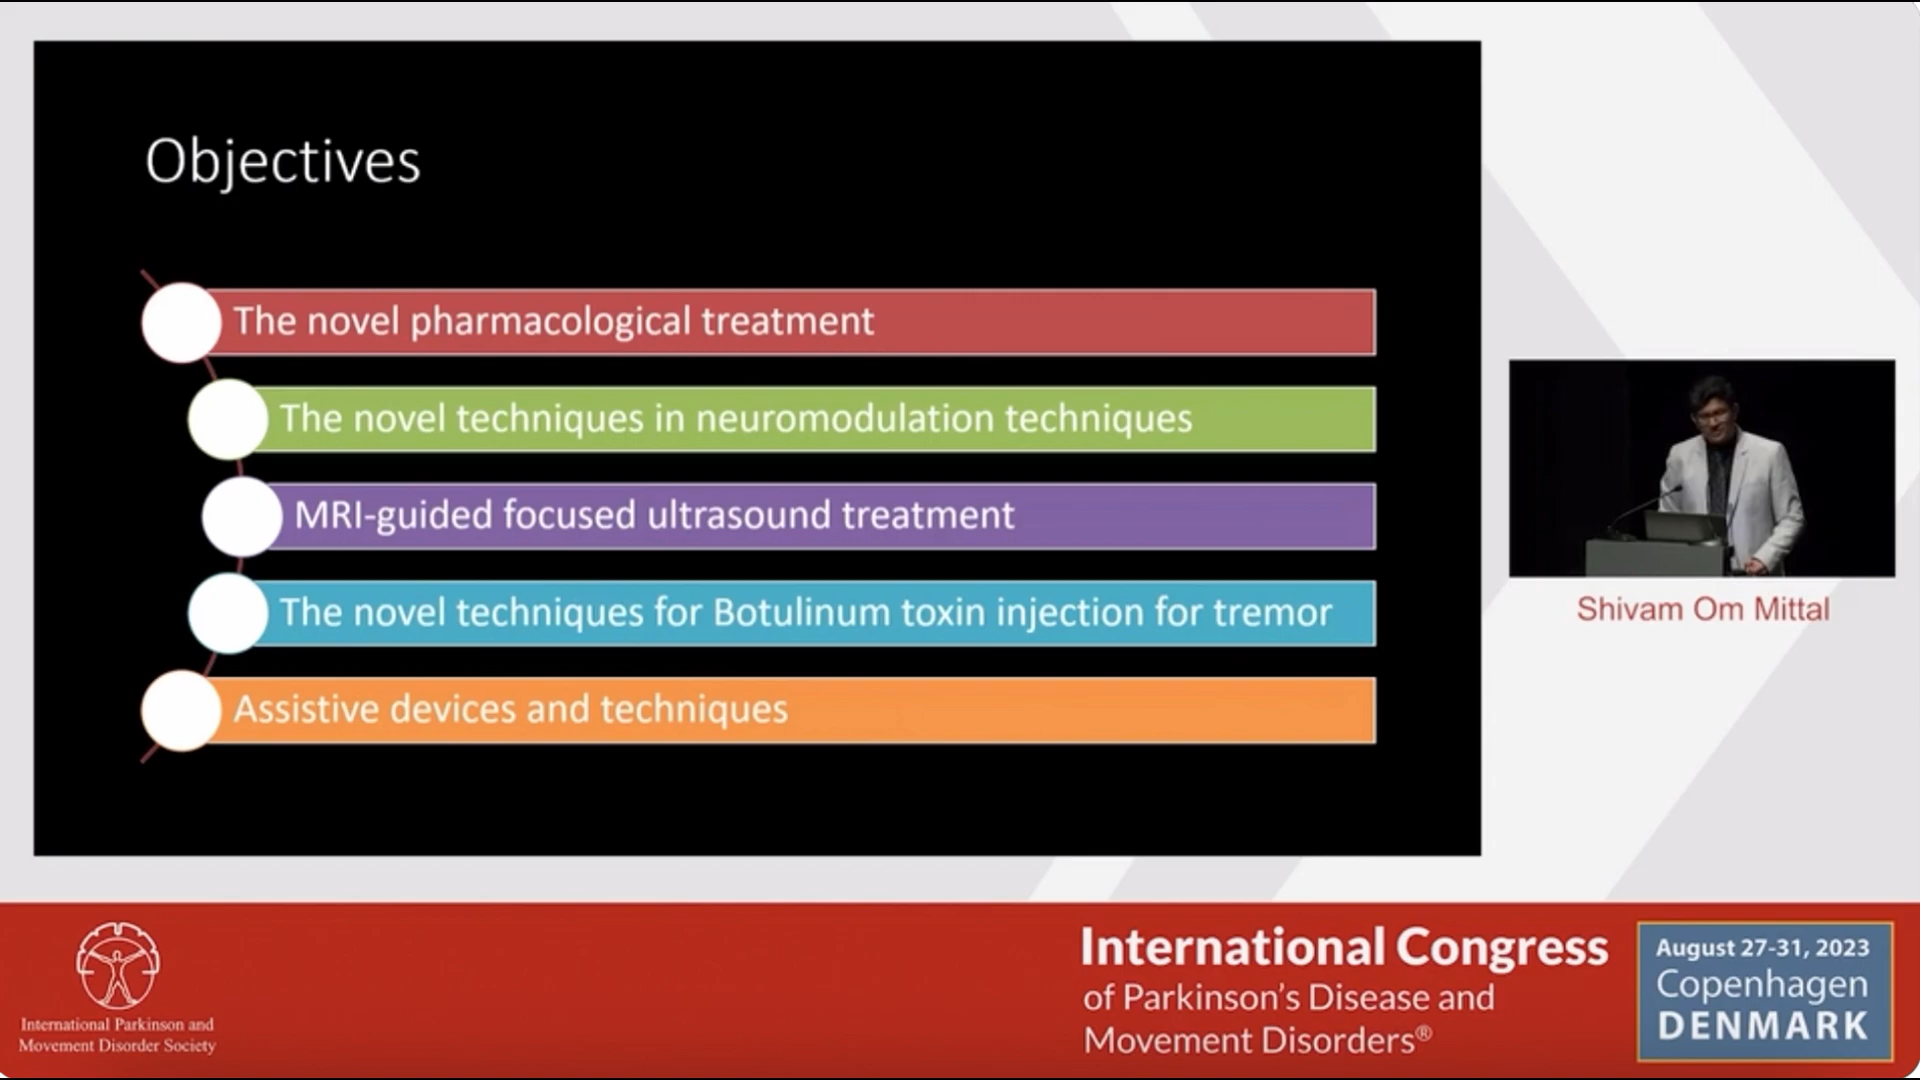 Objectives
The novel pharmacological treatment
The novel techniques in neuromodulation techniques
MRI-guided focused ultrasound treatment
The novel techniques for Botulinum toxin injection for tremor
Assistive devices and techniques
Shivam Om Mittal
International Parkinson and
Movement Disorder Society
International Congress
of Parkinson's Disease and
Movement Disorders®
August 27-31, 2023
Copenhagen
DENMARK